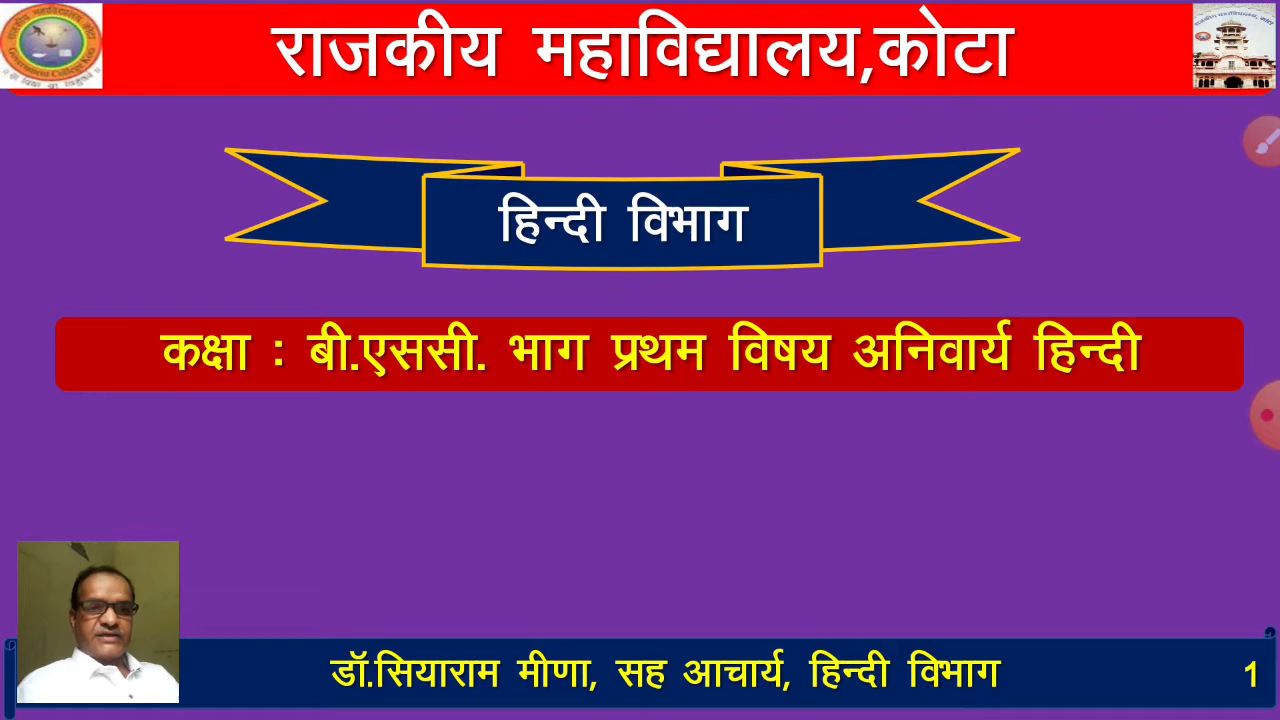 राजकीय महाविद्यालय,कोटा
हिन्दी विभाग
कक्षा : बी.एससी. भाग प्रथम विषय अनिवार्य हिन्दी
डॉ.सियाराम मीणा, सह आचार्य, हिन्दी विभाग
1